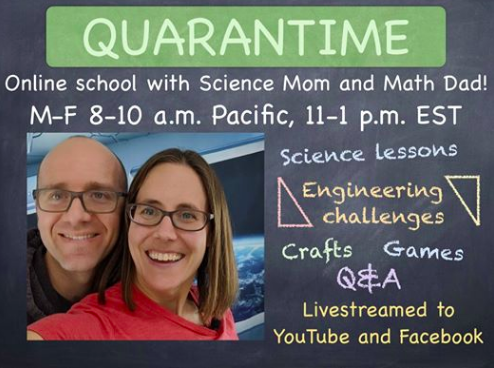 QUARANTIME
Online school with Science Mom and Math Dad!
M-F 8-10 a.m. Pacific, 11-1 p.m. EST
Science lessons
Engineering
challenges
Crafts Games
Q&A
Livestreamed to
YouTube and Facebook